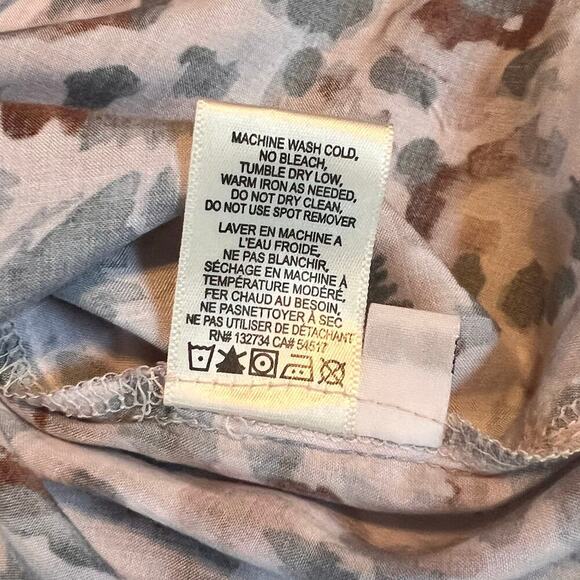 MACHINE WASH COLD,
NO BLEACH,
TUMBLE DRY LOW,
WARM IRON AS NEEDED,
DO NOT DRY CLEAN,
DO NOT USE SPOT REMOVER
LAVER EN MACHINE A
L'EAU FROIDE,
NE PAS BLANCHIR,
SÉCHAGE EN MACHINE À
TEMPÉRATURE MODÉRÉ,
FER CHAUD AU BESOIN,
NE PASNETTOYER À SEC
NE PAS UTILISER DE DÉTACHANT
RN# 132734 CA# 54517